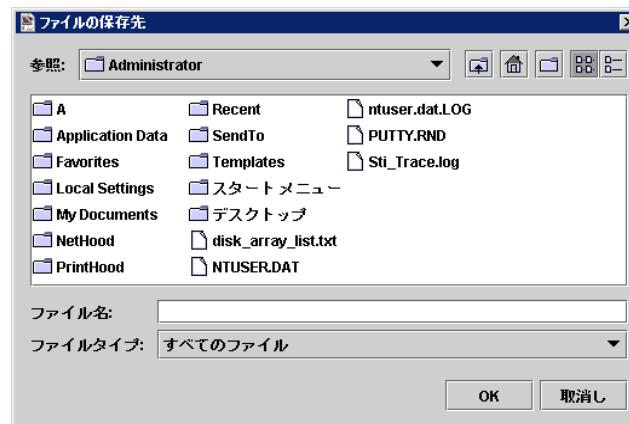 ファイルの保存先
参照: Administrator
A
Application Data
Favorites
Local Settings
My Documents
NetHood
PrintHood
Recent
SendTo
Templates
スタート メニュー
デスクトップ
disk_array_list.txt
NTUSER.DAT
ntuser.dat.LOG
PUTTY.RND
Sti_Trace.log
ファイル名:
ファイルタイプ: すべてのファイル
OK 取消し